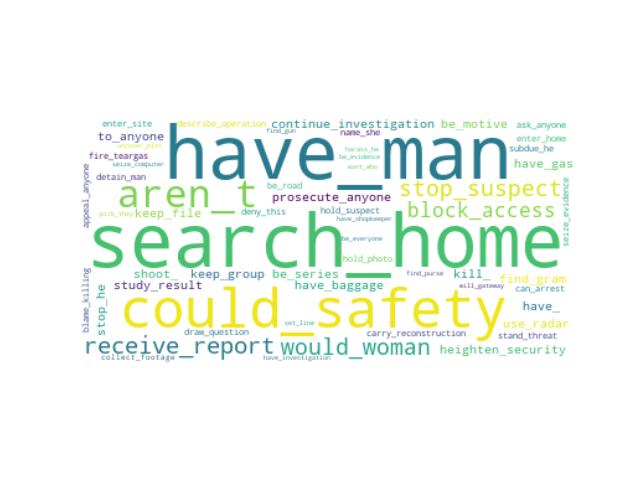 enter_site describe_operation continue_investigation be_motive ask_anyone
to_anyone find_gun name_she enter_home
uncover_plot have_man harass_he subdue_he
fire_teargas be_evidence have_gas
seize_computer want_who
detain_man aren_t be_road prosecute_anyone stop_suspect
appeal_anyone pick_they keep_file deny_this hold_suspect block_access seize_evidence
have_shopkeeper
search_home be_everyone
hold_photo
shoot_ keep_group be_series find_purse kill_ find_gram
blame_killing stop_he study_result have_baggage will_gateway can_arrest
could_safety have_
set_line use_radar
draw_question carry_reconstruction stand_threat
receive_report would_woman heighten_security
collect_footage have_investigation